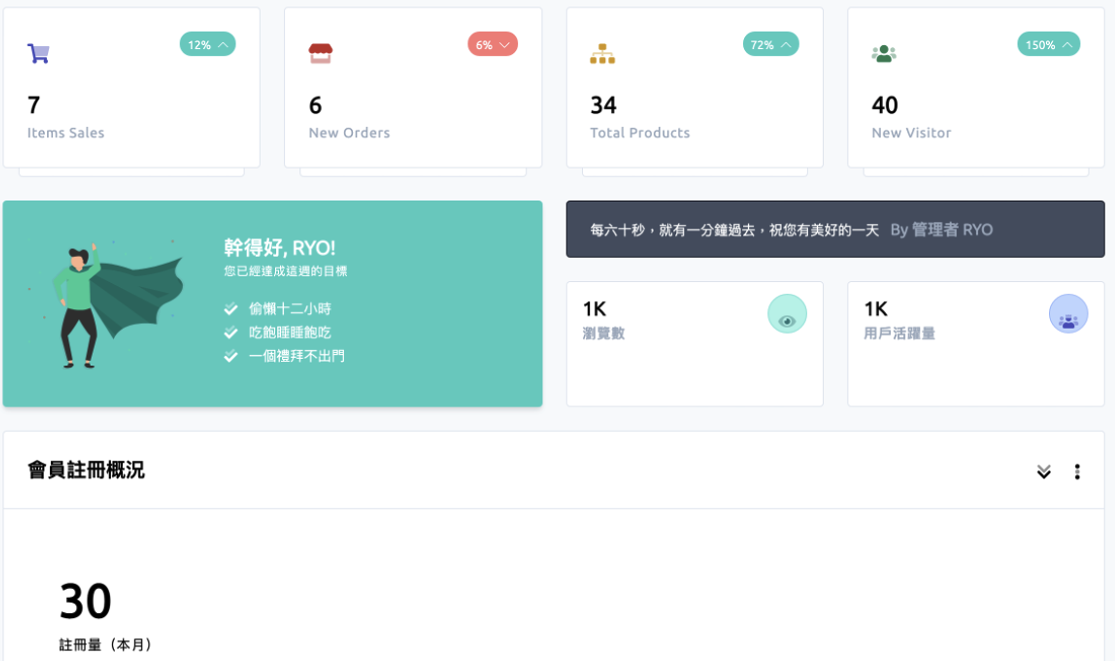 12%
7
Items Sales
6%
6
New Orders
72%
34
Total Products
150%
40
New Visitor
幹得好, RYO!
您已經達成這週的目標
偷懶十二小時
吃飽睡睡飽吃
一個禮拜不出門
每六十秒，就有一分鐘過去，祝您有美好的一天 By 管理者 RYO
1K
瀏覽數
1K
用戶活躍量
會員註冊概況
30
註冊量（本月）